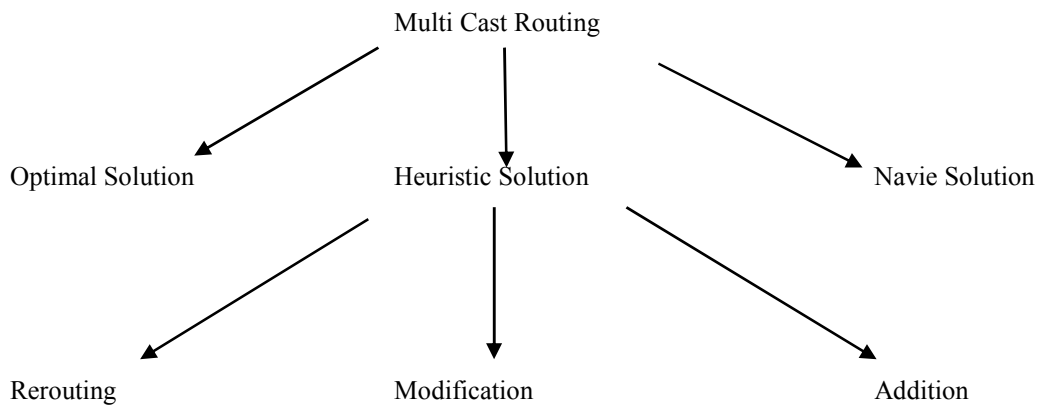 Multi Cast Routing
Optimal Solution Heuristic Solution Navie Solution
Rerouting Modification Addition